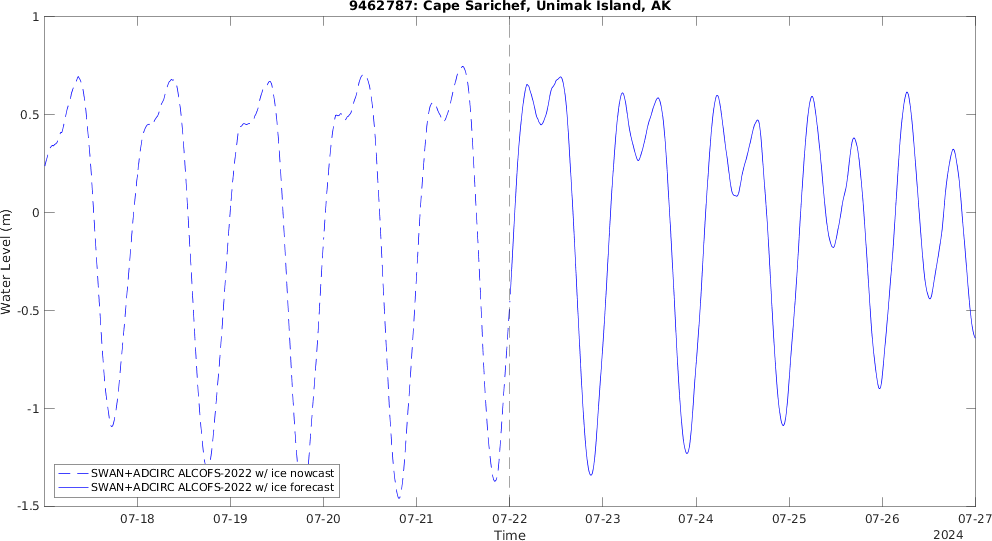 9462787: Cape Sarichef, Unimak Island, AK
1
0.5
0
-0.5
-1
-1.5
Water Level (m)
SWAN+ADCIRC ALCOFS-2022 w/ ice nowcast
SWAN+ADCIRC ALCOFS-2022 w/ ice forecast
07-18 07-19 07-20 07-21 07-22 07-23 07-24 07-25 07-26 07-27
Time
2024